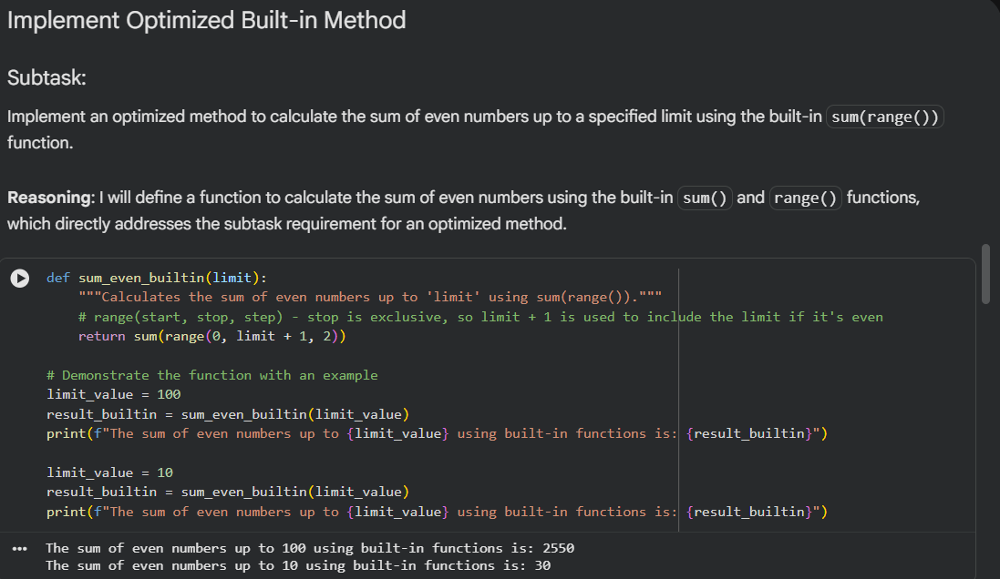 Implement Optimized Built-in Method
Subtask:
Implement an optimized method to calculate the sum of even numbers up to a specified limit using the built-in sum(range())
function.
Reasoning: I will define a function to calculate the sum of even numbers using the built-in sum() and range() functions,
which directly addresses the subtask requirement for an optimized method.
def sum_even_builtin(limit):
    """Calculates the sum of even numbers up to 'limit' using sum(range())."""
    # range(start, stop, step) - stop is exclusive, so limit + 1 is used to include the limit if it's even
    return sum(range(0, limit + 1, 2))
# Demonstrate the function with an example
limit_value = 100
result_builtin = sum_even_builtin(limit_value)
print(f"The sum of even numbers up to {limit_value} using built-in functions is: {result_builtin}")
limit_value = 10
result_builtin = sum_even_builtin(limit_value)
print(f"The sum of even numbers up to {limit_value} using built-in functions is: {result_builtin}")
The sum of even numbers up to 100 using built-in functions is: 2550
The sum of even numbers up to 10 using built-in functions is: 30